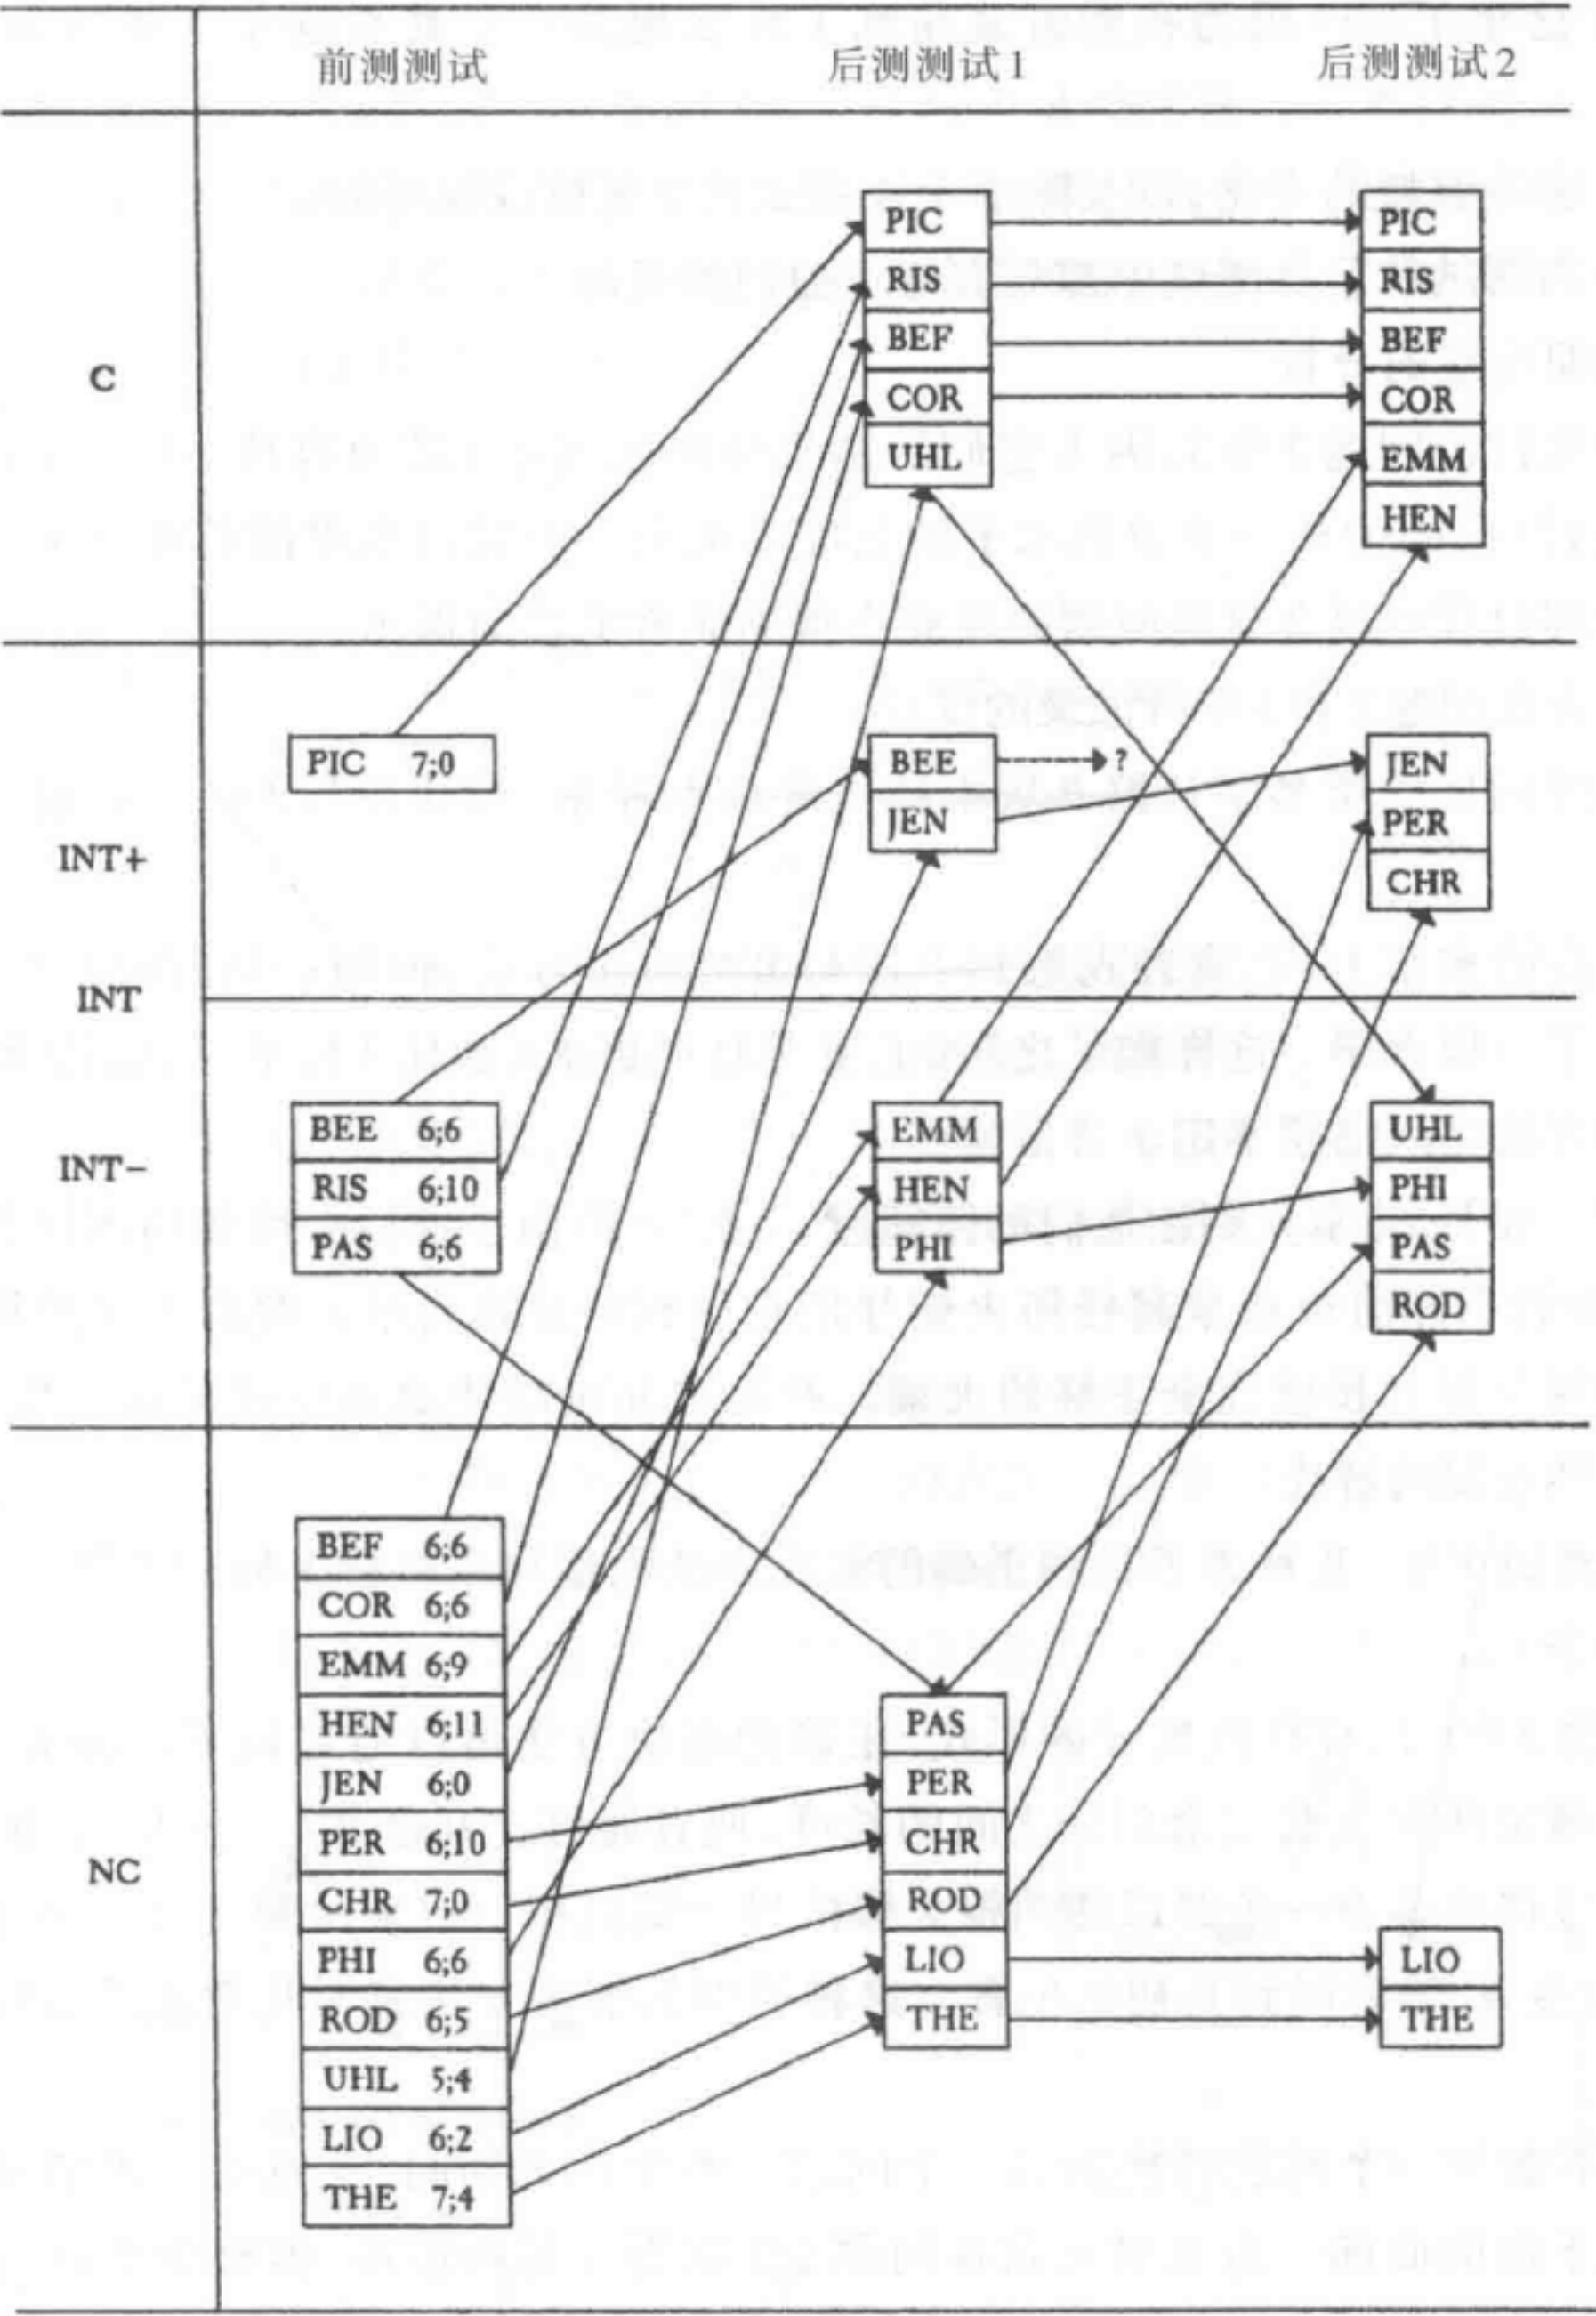 前测测试 后测测试1 后测测试2
C
PIC PIC
RIS RIS
BEF BEF
COR COR
UHL EMM
HEN
INT+
PIC 7;0 BEE ? JEN
JEN PER
CHR
INT
INT-
BEE 6;6 EMM UHL
RIS 6;10 HEN PHI
PAS 6;6 PHI PAS
ROD
NC
BEF 6;6
COR 6;6
EMM 6;9
HEN 6;11 PAS
JEN 6;0 PER
PER 6;10 CHR
CHR 7;0 ROD
PHI 6;6 LIO LIO
ROD 6;5 THE THE
UHL 5;4
LIO 6;2
THE 7;4